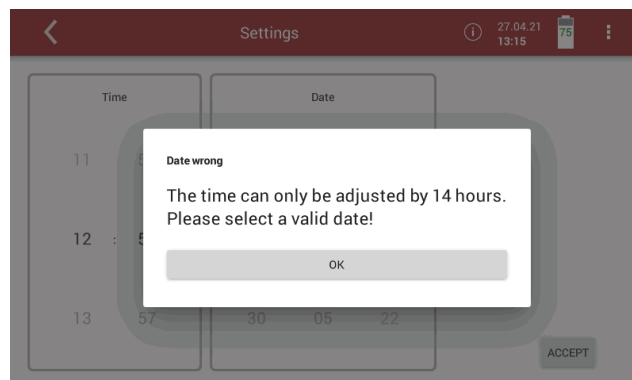 Settings
27.04.21
13:15
75
Time
Date
11
12 :
13 57
30 05 22
Date wrong
The time can only be adjusted by 14 hours.
Please select a valid date!
OK
ACCEPT